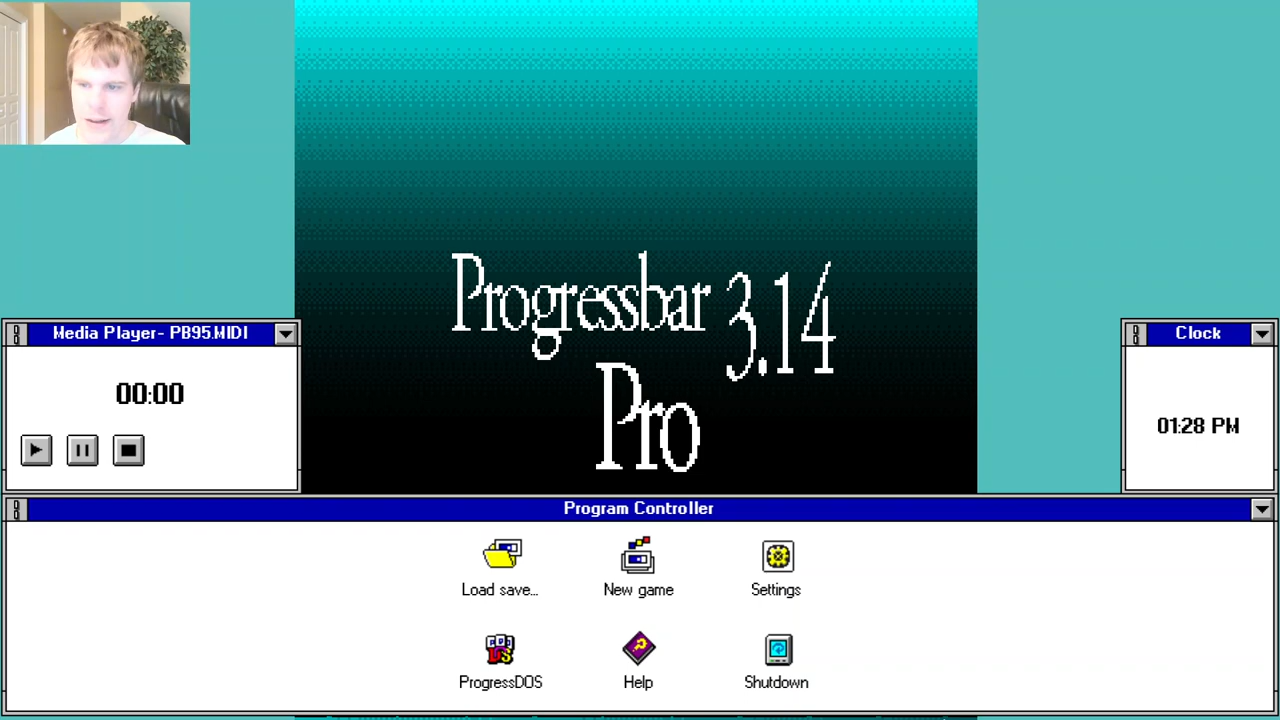 Progressbar 3.14
Pro
Media Player- PB95.MIDI
00:00
Clock
01:28 PM
Program Controller
Load save...
New game
Settings
ProgressDOS
Help
Shutdown